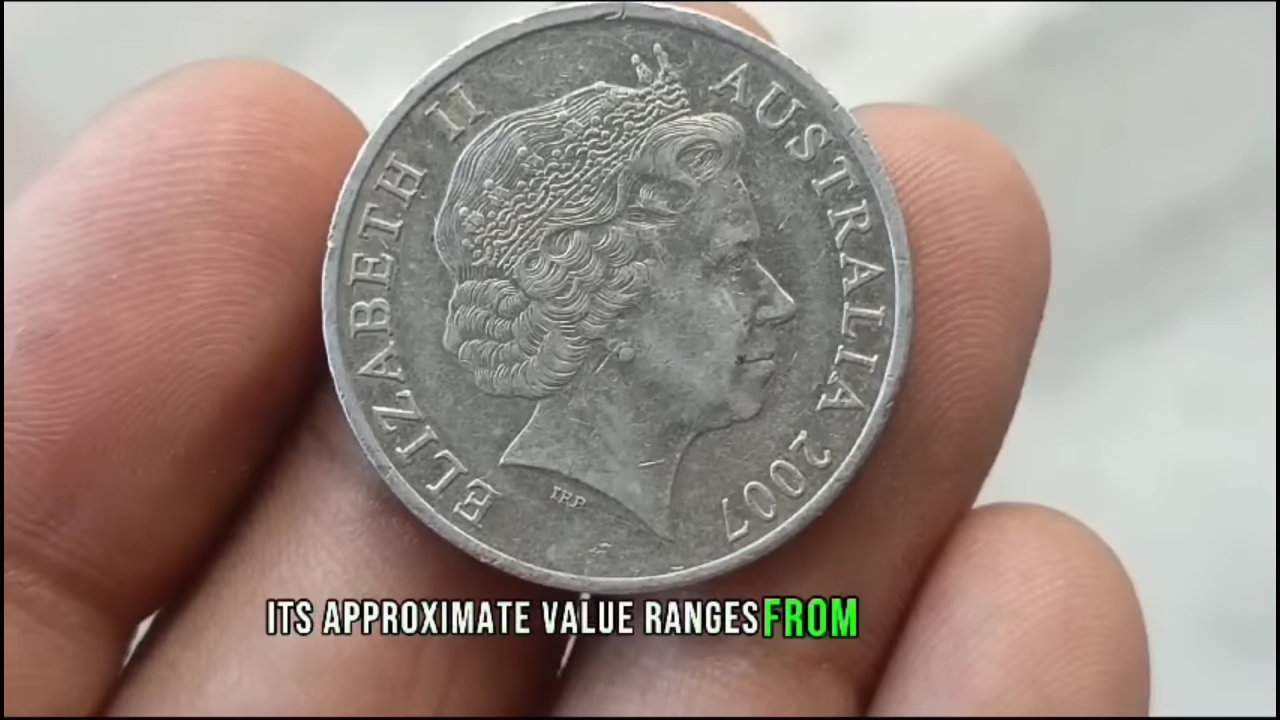 ELIZABETH II
AUSTRALIA 2007
IRB
ITS APPROXIMATE VALUE RANGES FROM